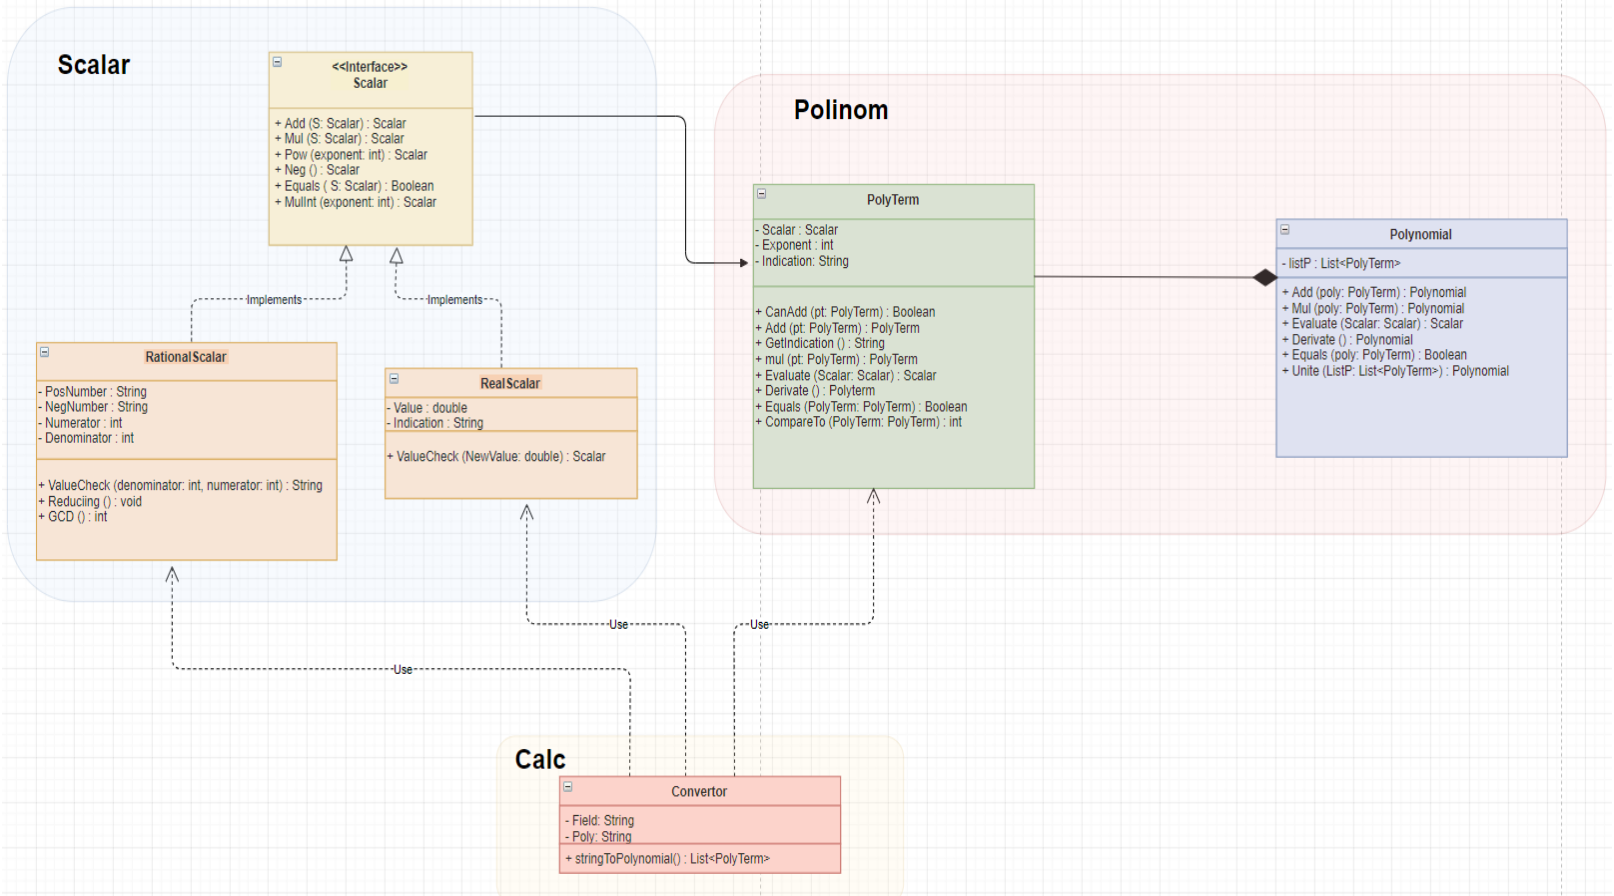 Scalar
<<Interface>>
Scalar
+ Add (S: Scalar) : Scalar
+ Mul (S: Scalar) : Scalar
+ Pow (exponent: int) : Scalar
+ Neg () : Scalar
+ Equals ( S: Scalar) : Boolean
+ MulInt (exponent: int) : Scalar
Implements
Implements
RationalScalar
- PosNumber : String
- NegNumber : String
- Numerator : int
- Denominator : int
+ ValueCheck (denominator: int, numerator: int) : String
+ Reduciing () : void
+ GCD () : int
RealScalar
- Value : double
- Indication : String
+ ValueCheck (NewValue: double) : Scalar
Polinom
PolyTerm
- Scalar : Scalar
- Exponent : int
- Indication: String
+ CanAdd (pt: PolyTerm) : Boolean
+ Add (pt: PolyTerm) : PolyTerm
+ GetIndication () : String
+ mul (pt: PolyTerm) : PolyTerm
+ Evaluate (Scalar: Scalar) : Scalar
+ Derivate () : Polyterm
+ Equals (PolyTerm: PolyTerm) : Boolean
+ CompareTo (PolyTerm: PolyTerm) : int
Polynomial
- listP : List<PolyTerm>
+ Add (poly: PolyTerm) : Polynomial
+ Mul (poly: PolyTerm) : Polynomial
+ Evaluate (Scalar: Scalar) : Scalar
+ Derivate () : Polynomial
+ Equals (poly: PolyTerm) : Boolean
+ Unite (ListP: List<PolyTerm>) : Polynomial
Use
Use
Use
Calc
Convertor
- Field: String
- Poly: String
+ stringToPolynomial() : List<PolyTerm>